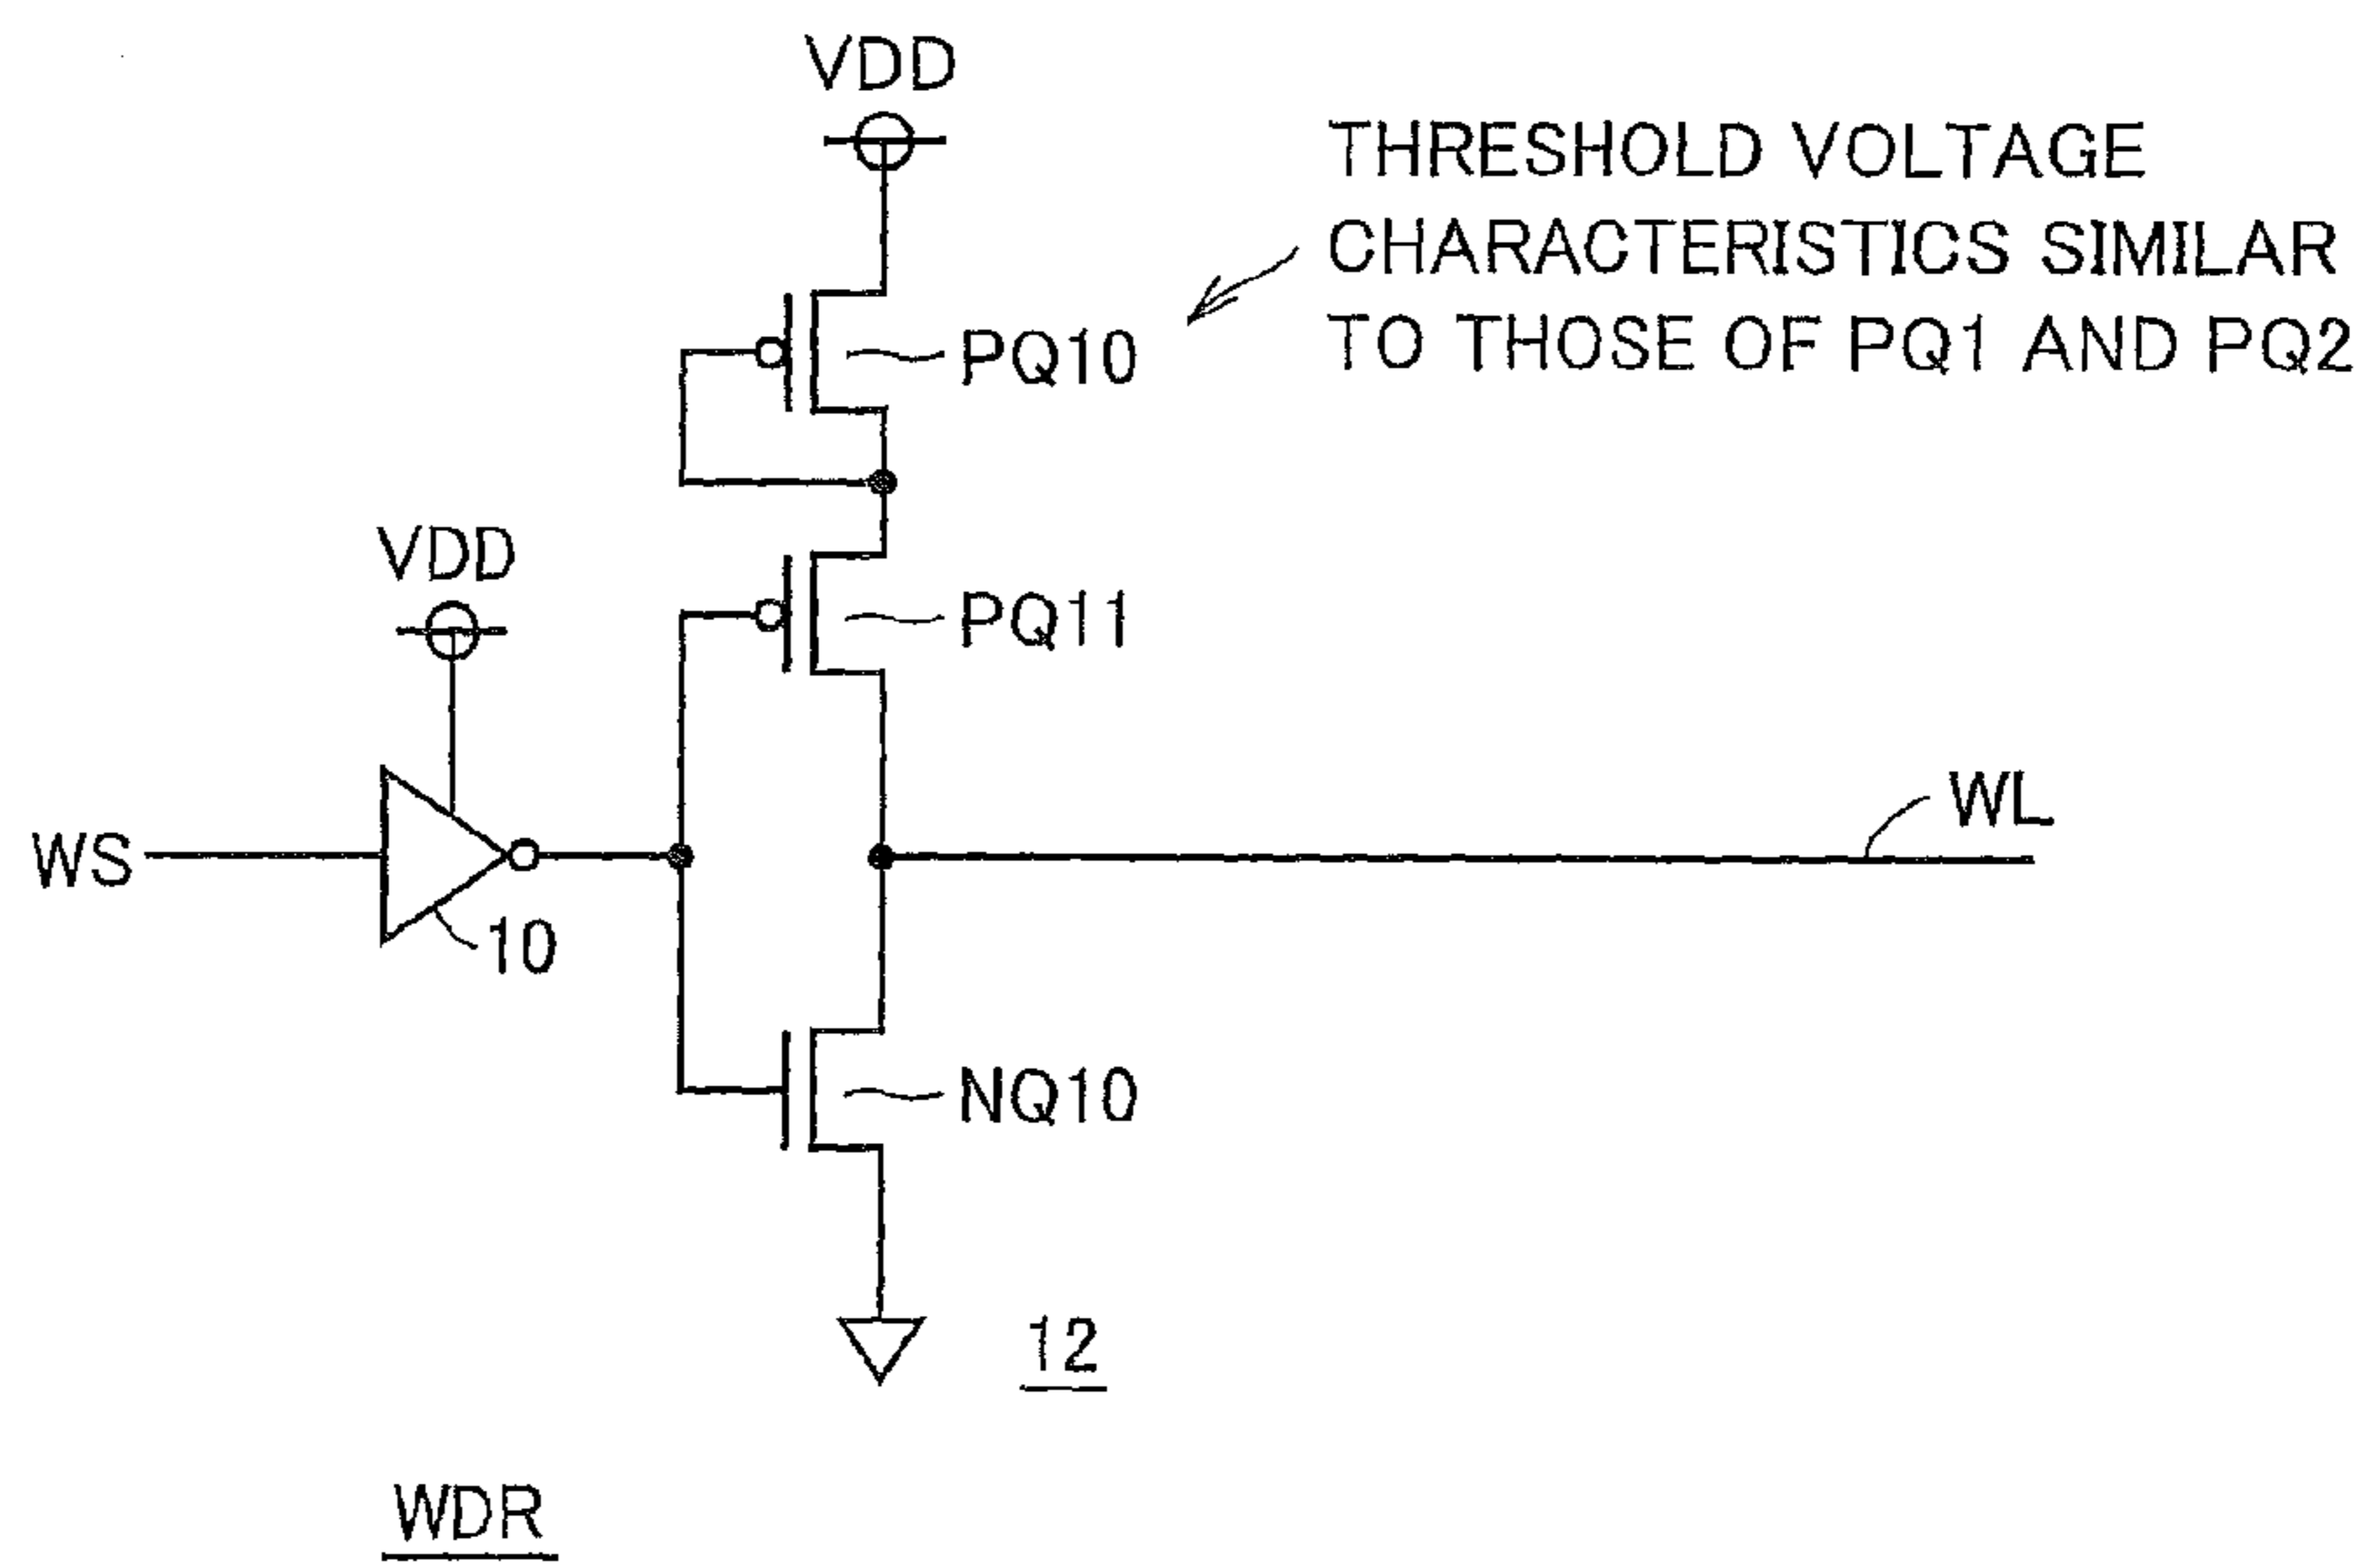 VDD
THRESHOLD VOLTAGE
CHARACTERISTICS SIMILAR
TO THOSE OF PQ1 AND PQ2
PQ10
VDD
PQ11
WL
WS
10
NQ10
12
WDR